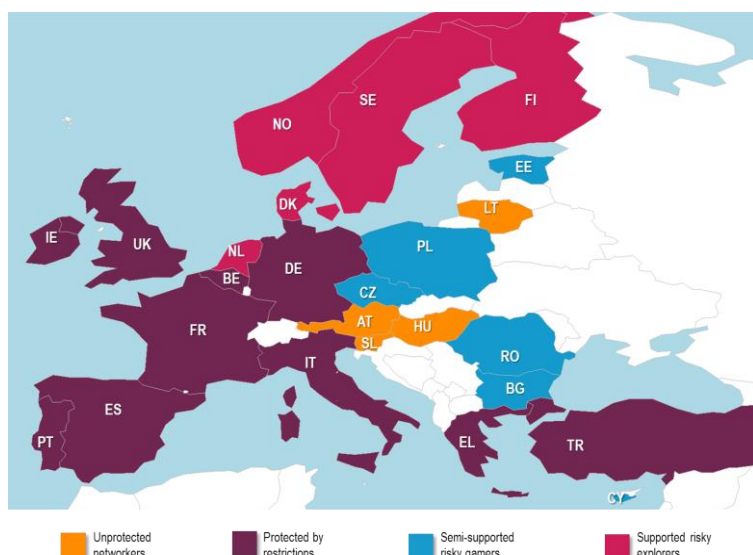 SE
FI
NO
EE
DK
LT
IE
UK
NL
PL
BE
DE
CZ
FR
AT
HU
SL
RO
IT
BG
ES
PT
EL
TR
CY
Unprotected
networkers
Protected by
restrictions
Semi-supported
risky gamers
Supported risky
explorers